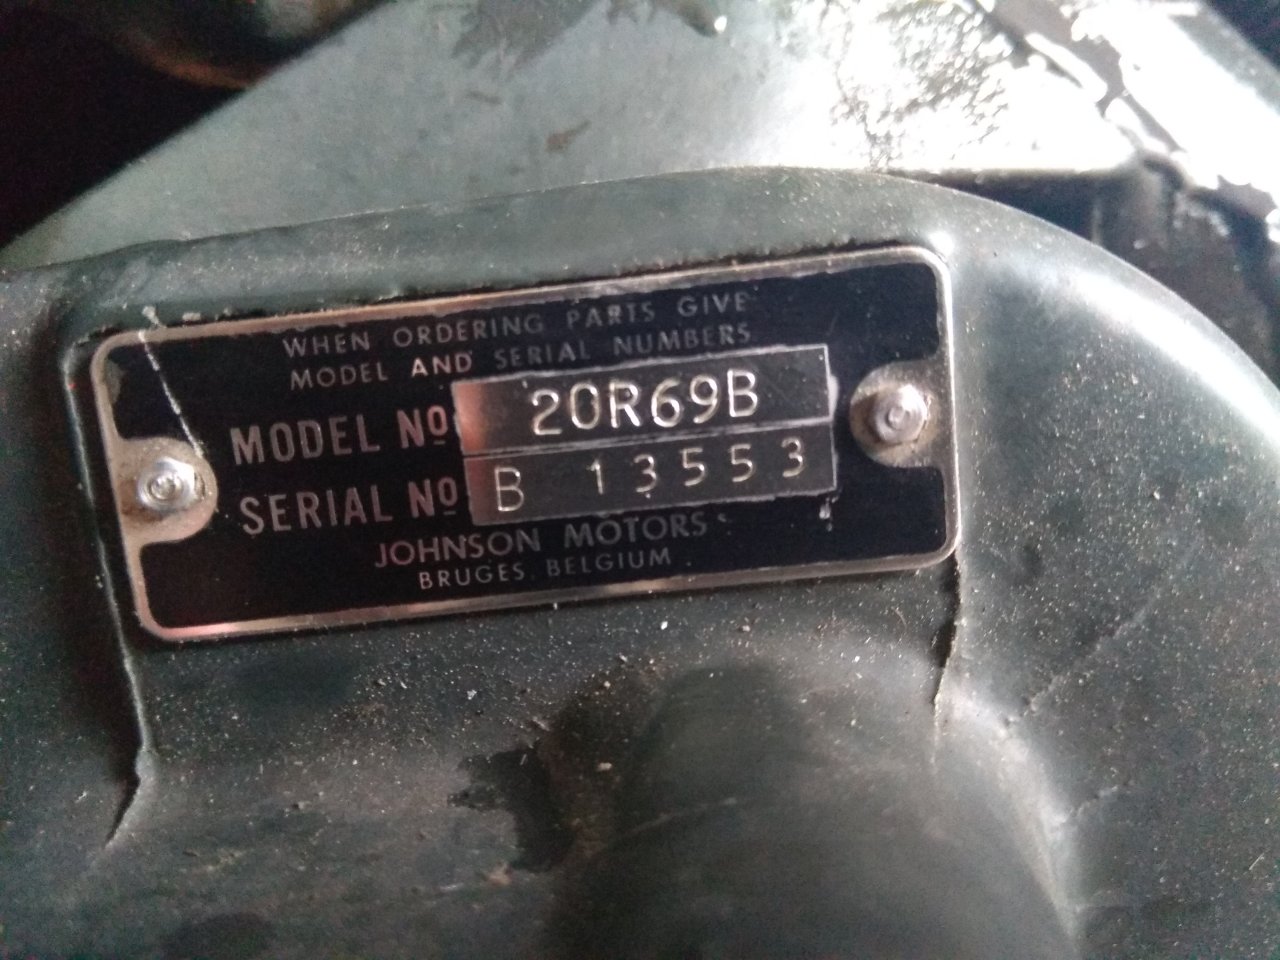 WHEN ORDERING PARTS GIVE
MODEL AND SERIAL NUMBERS
MODEL Nº 20R69B
SERIAL Nº B 13553
JOHNSON MOTORS
BRUGES. BELGIUM